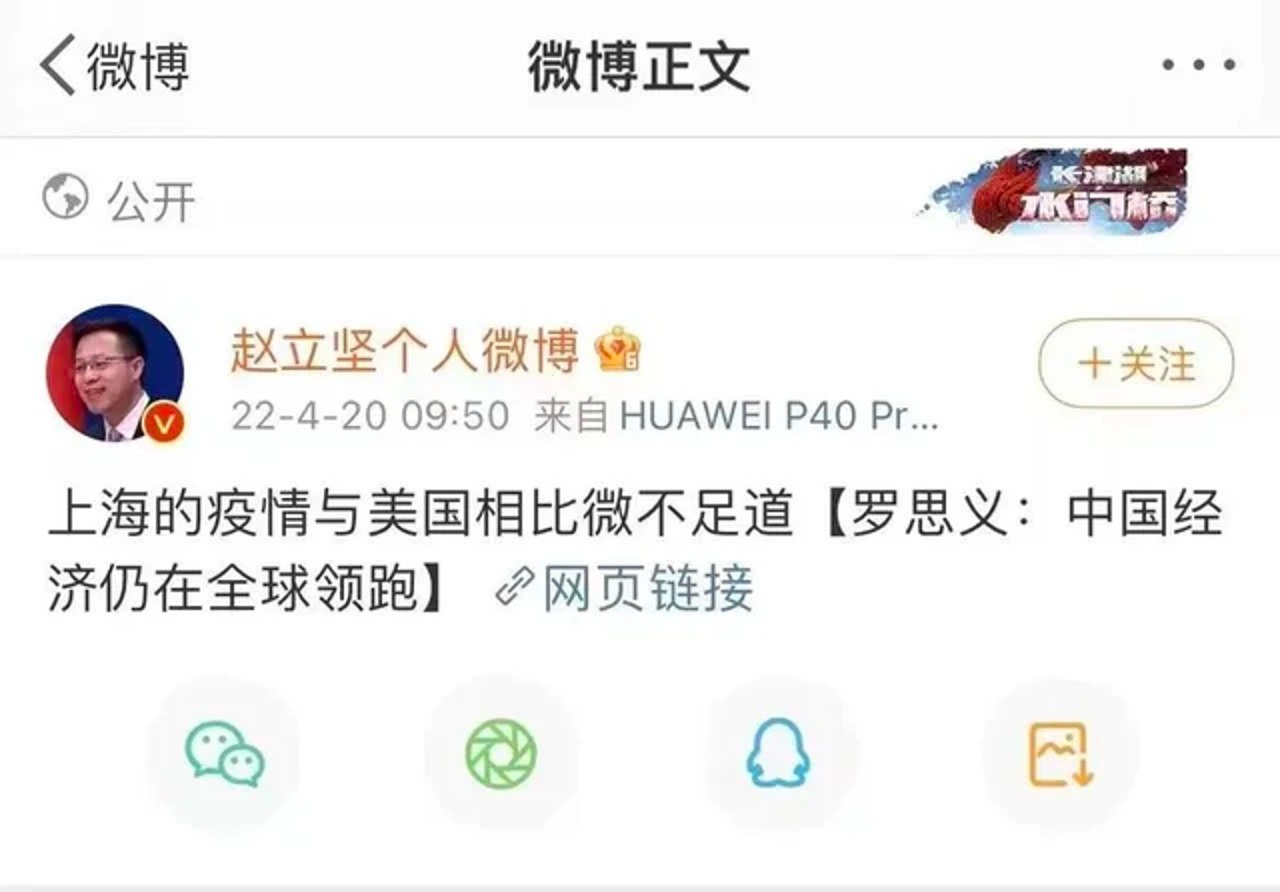 微博
微博正文
公开
长津湖
水门桥
赵立坚个人微博
6
22-4-20 09:50 来自 HUAWEI P40 Pr...
+关注
上海的疫情与美国相比微不足道【罗思义：中国经
济仍在全球领跑】 网页链接